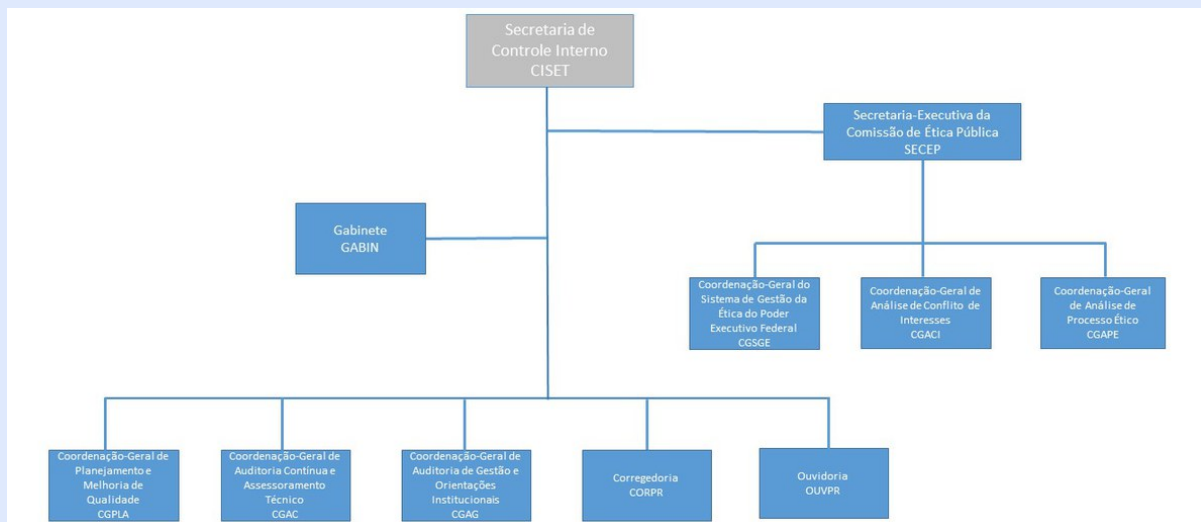 Secretaria de
Controle Interno
CISET
Secretaria-Executiva da
Comissão de Ética Pública
SECEP
Gabinete
GABIN
Coordenação-Geral do
Sistema de Gestão da
Ética do Poder
Executivo Federal
CGSGE
Coordenação-Geral de
Análise de Conflito de
Interesses
CGACI
Coordenação-Geral
de Análise de
Processo Ético
CGAPE
Coordenação-Geral de
Planejamento e
Melhoria de
Qualidade
CGPLA
Coordenação-Geral de
Auditoria Contínua e
Assessoramento
Técnico
CGAC
Coordenação-Geral de
Auditoria de Gestão e
Orientações
Institucionais
CGAG
Corregedoria
CORPR
Ouvidoria
OUVPR